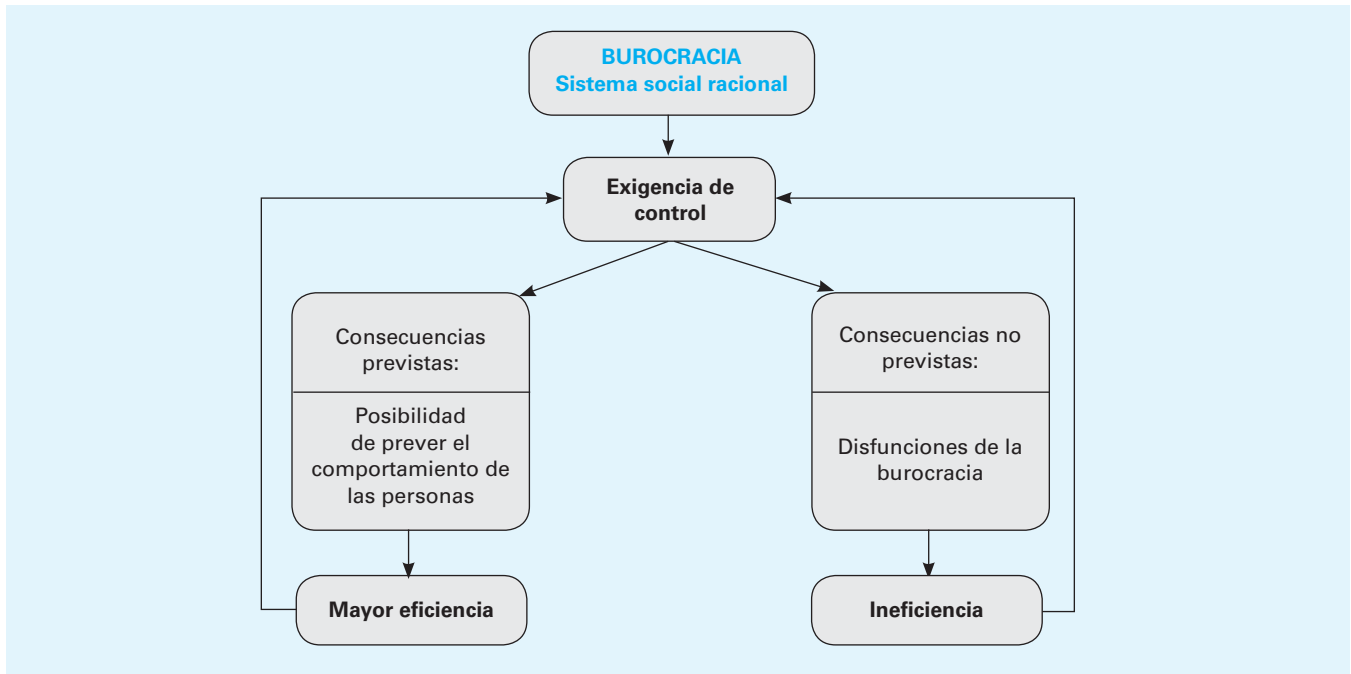 BUROCRACIA
Sistema social racional
Exigencia de
control
Consecuencias
previstas:
Posibilidad
de prever el
comportamiento de
las personas
Mayor eficiencia
Consecuencias no
previstas:
Disfunciones de la
burocracia
Ineficiencia